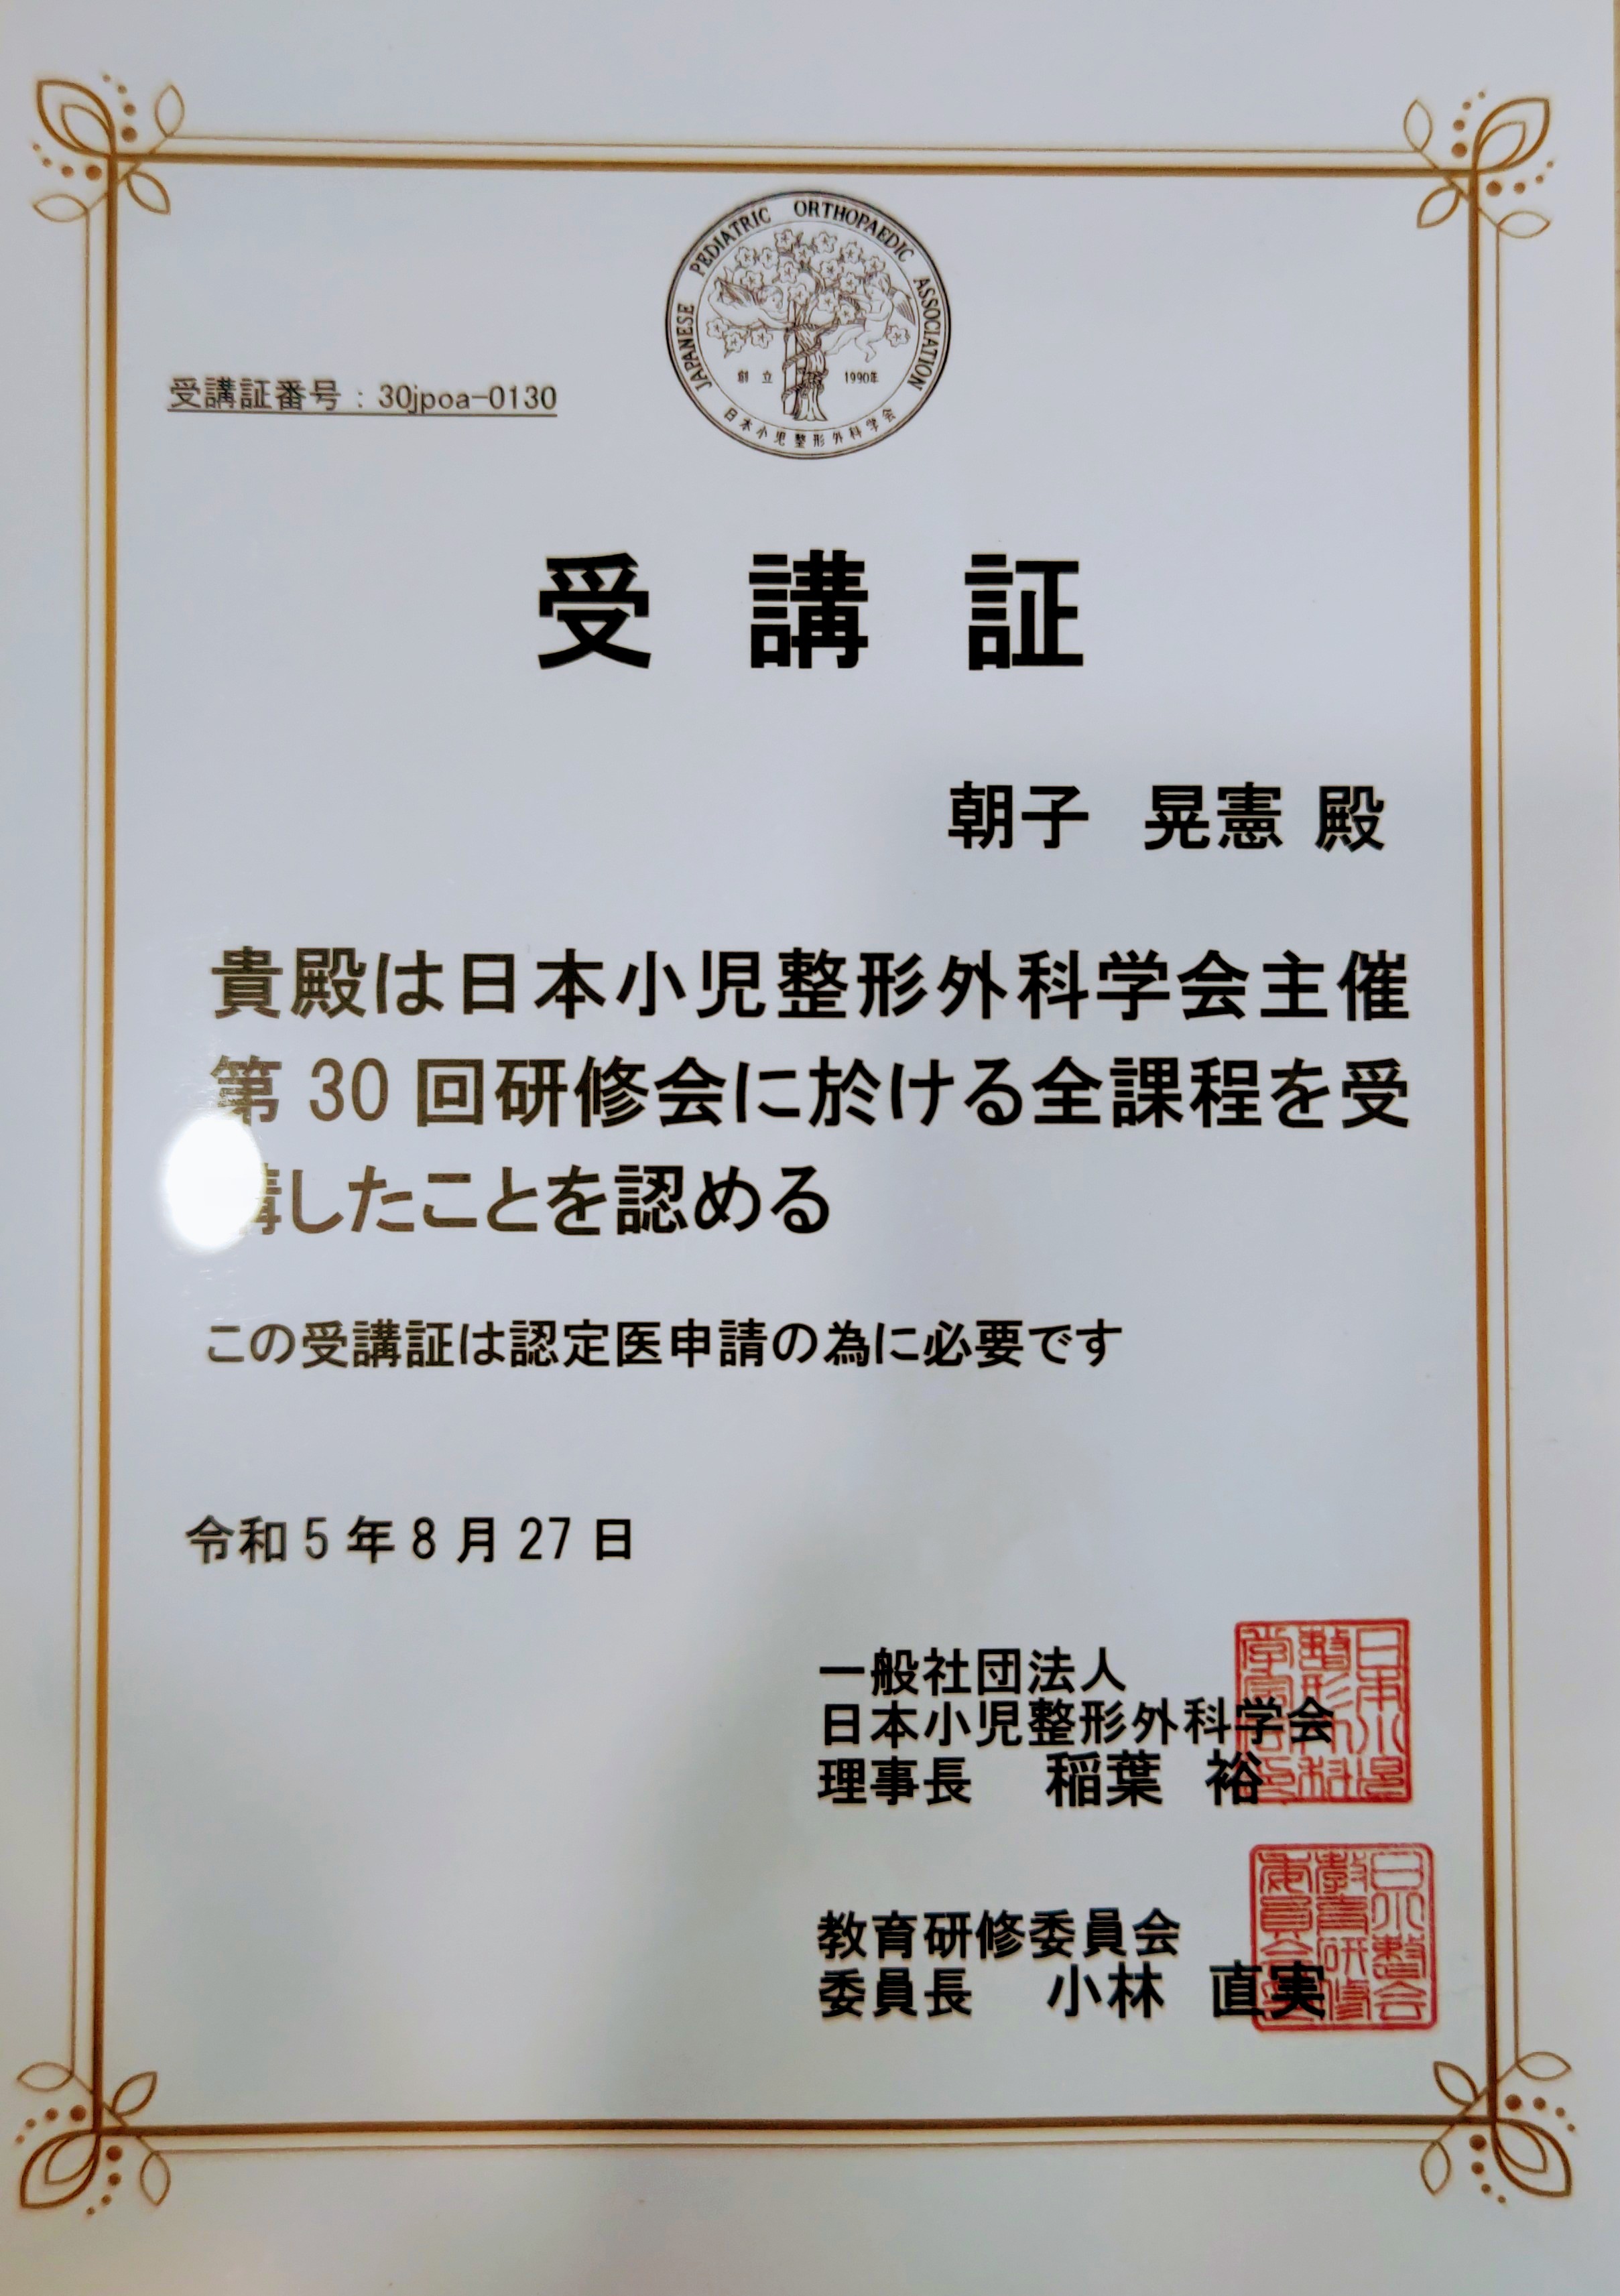 JAPANESE PEDIATRIC ORTHOPAEDIC ASSOCIATION
創立 1990年
日本小児整形外科学会
受講証番号：30jpoa-0130
受講証
朝子 晃憲 殿
貴殿は日本小児整形外科学会主催
第30回研修会に於ける全課程を受
講したことを認める
この受講証は認定医申請の為に必要です
令和5年8月27日
一般社団法人
日本小児整形外科学会
理事長 稲葉 裕
教育研修委員会
委員長 小林 直実